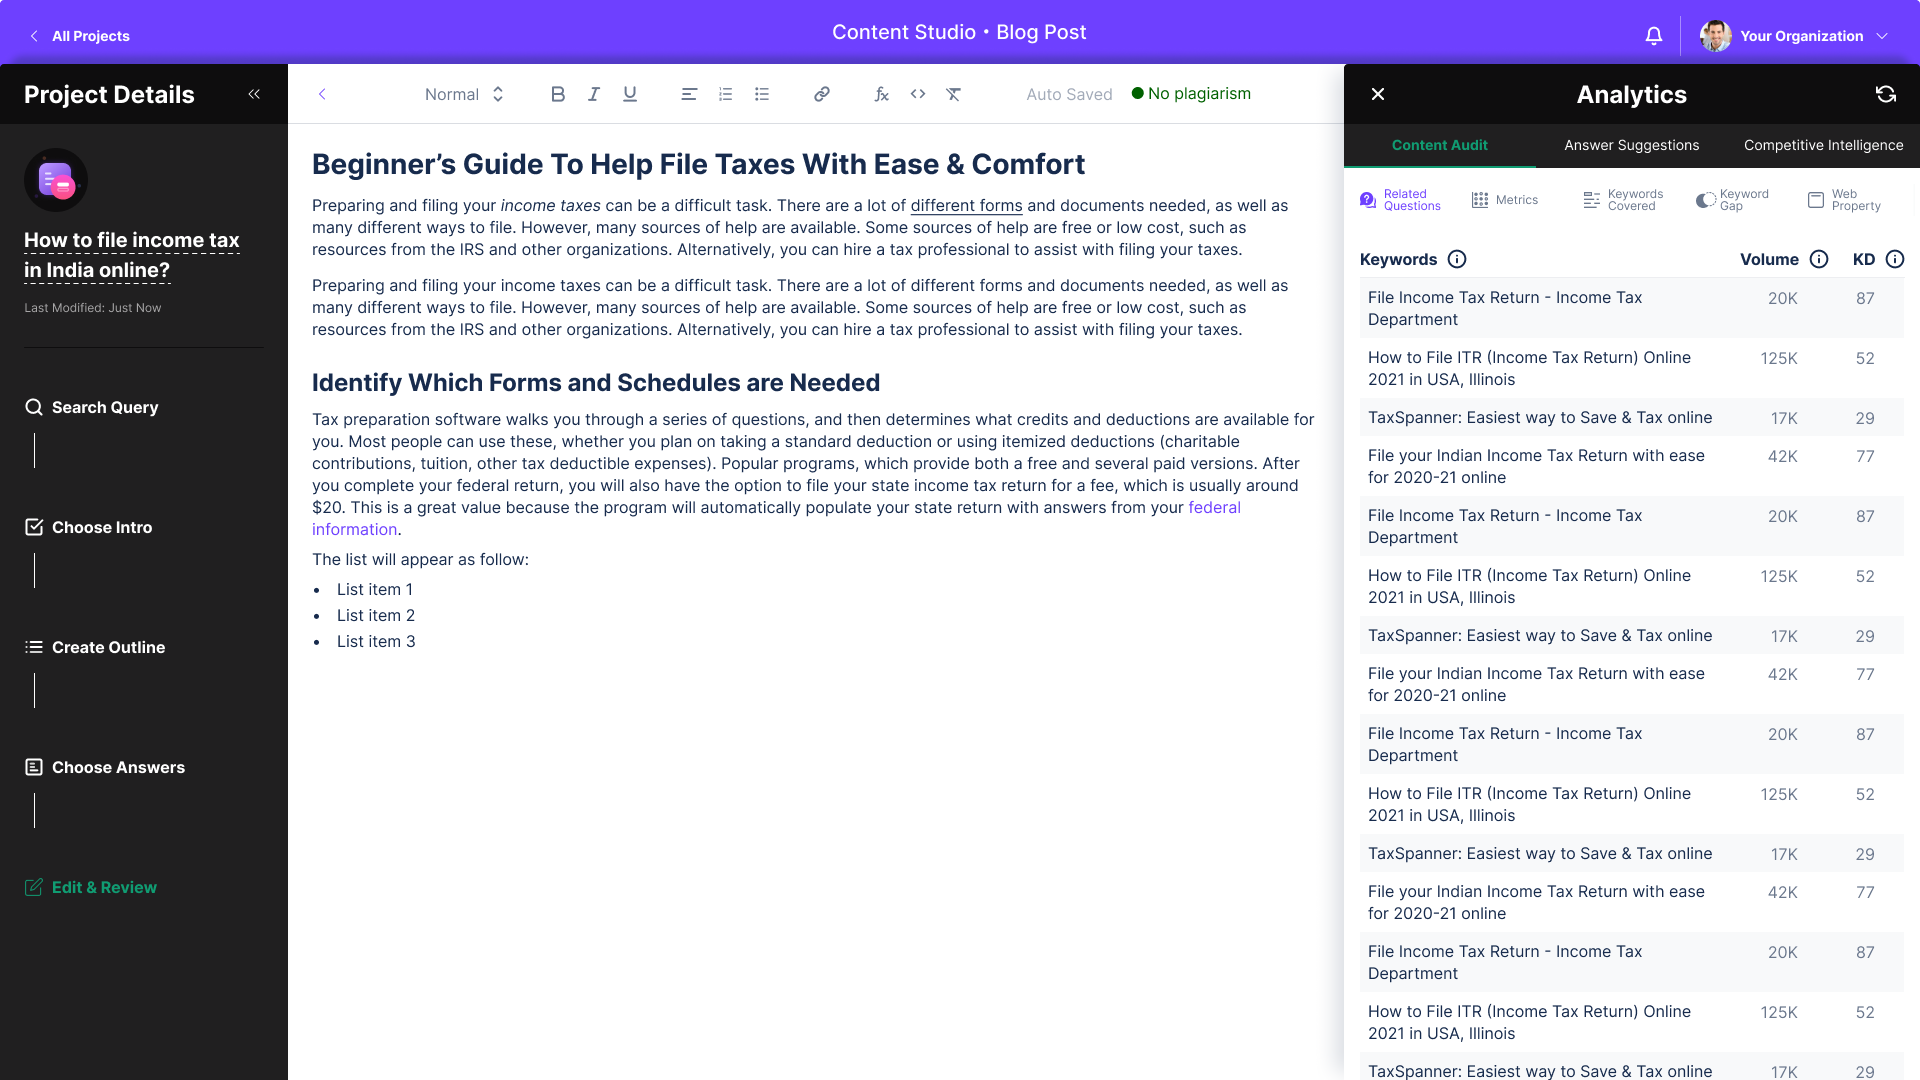 All Projects
Content Studio • Blog Post
Your Organization
Project Details
How to file income tax
in India online?
Last Modified: Just Now
Search Query
Choose Intro
Create Outline
Choose Answers
Edit & Review
Normal
Auto Saved
No plagiarism
Beginner’s Guide To Help File Taxes With Ease & Comfort
Preparing and filing your income taxes can be a difficult task. There are a lot of different forms and documents needed, as well as
many different ways to file. However, many sources of help are available. Some sources of help are free or low cost, such as
resources from the IRS and other organizations. Alternatively, you can hire a tax professional to assist with filing your taxes.
Preparing and filing your income taxes can be a difficult task. There are a lot of different forms and documents needed, as well as
many different ways to file. However, many sources of help are available. Some sources of help are free or low cost, such as
resources from the IRS and other organizations. Alternatively, you can hire a tax professional to assist with filing your taxes.
Identify Which Forms and Schedules are Needed
Tax preparation software walks you through a series of questions, and then determines what credits and deductions are available for
you. Most people can use these, whether you plan on taking a standard deduction or using itemized deductions (charitable
contributions, tuition, other tax deductible expenses). Popular programs, which provide both a free and several paid versions. After
you complete your federal return, you will also have the option to file your state income tax return for a fee, which is usually around
$20. This is a great value because the program will automatically populate your state return with answers from your federal
information.
The list will appear as follow:
• List item 1
• List item 2
• List item 3
Analytics
Content Audit
Answer Suggestions
Competitive Intelligence
Related
Questions
Metrics
Keywords
Covered
Keyword
Gap
Web
Property
Keywords Volume KD
File Income Tax Return - Income Tax 20K 87
Department
How to File ITR (Income Tax Return) Online 125K 52
2021 in USA, Illinois
TaxSpanner: Easiest way to Save & Tax online 17K 29
File your Indian Income Tax Return with ease 42K 77
for 2020-21 online
File Income Tax Return - Income Tax 20K 87
Department
How to File ITR (Income Tax Return) Online 125K 52
2021 in USA, Illinois
TaxSpanner: Easiest way to Save & Tax online 17K 29
File your Indian Income Tax Return with ease 42K 77
for 2020-21 online
File Income Tax Return - Income Tax 20K 87
Department
How to File ITR (Income Tax Return) Online 125K 52
2021 in USA, Illinois
TaxSpanner: Easiest way to Save & Tax online 17K 29
File your Indian Income Tax Return with ease 42K 77
for 2020-21 online
File Income Tax Return - Income Tax 20K 87
Department
How to File ITR (Income Tax Return) Online 125K 52
2021 in USA, Illinois
TaxSpanner: Easiest way to Save & Tax online 17K 29